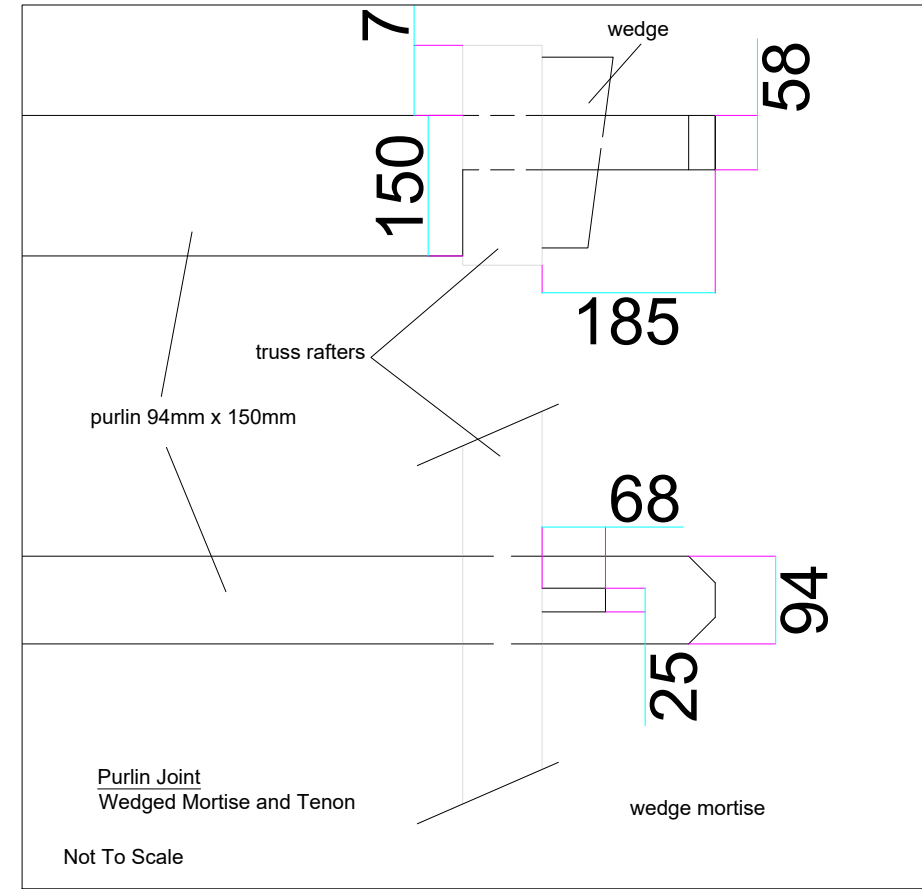 7
wedge
58
150
185
truss rafters
purlin 94mm x 150mm
68
94
25
Purlin Joint
Wedged Mortise and Tenon
wedge mortise
Not To Scale